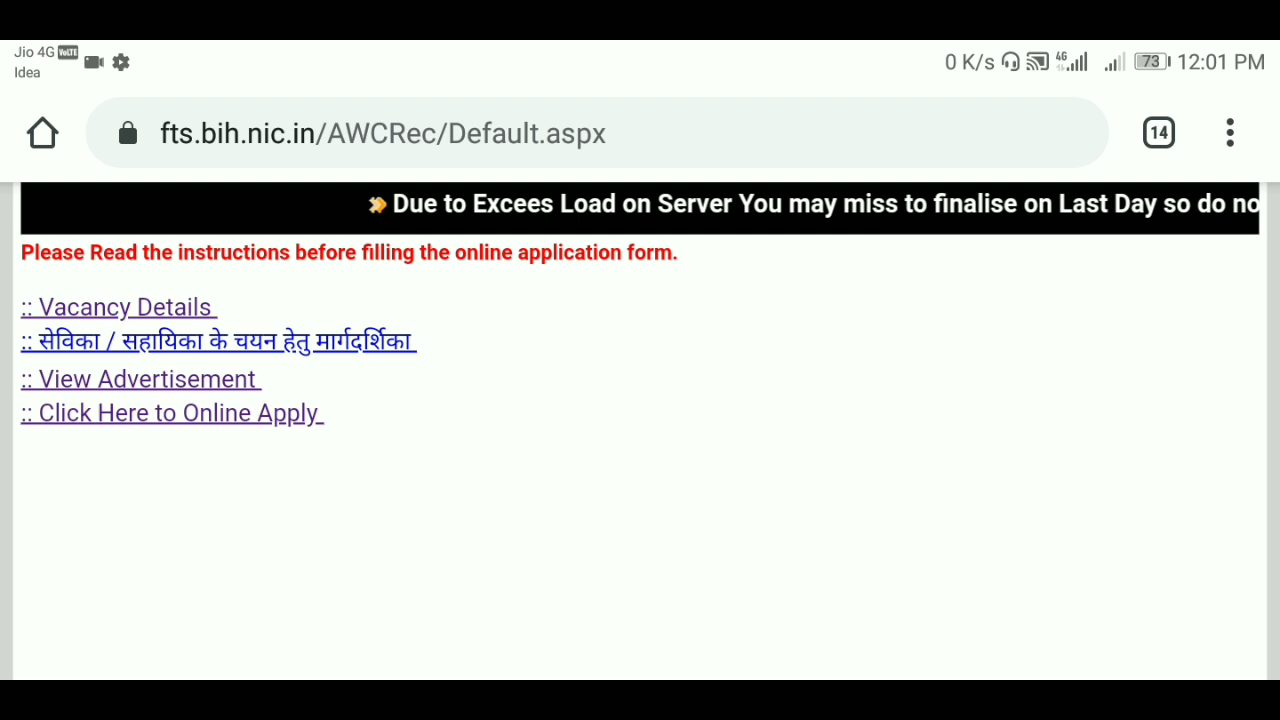 Jio 4G VoLTE
Idea
0 K/s 4G 73 12:01 PM
fts.bih.nic.in/AWCRec/Default.aspx
14
Due to Excees Load on Server You may miss to finalise on Last Day so do no
Please Read the instructions before filling the online application form.
:: Vacancy Details
:: सेविका / सहायिका के चयन हेतु मार्गदर्शिका
:: View Advertisement
:: Click Here to Online Apply